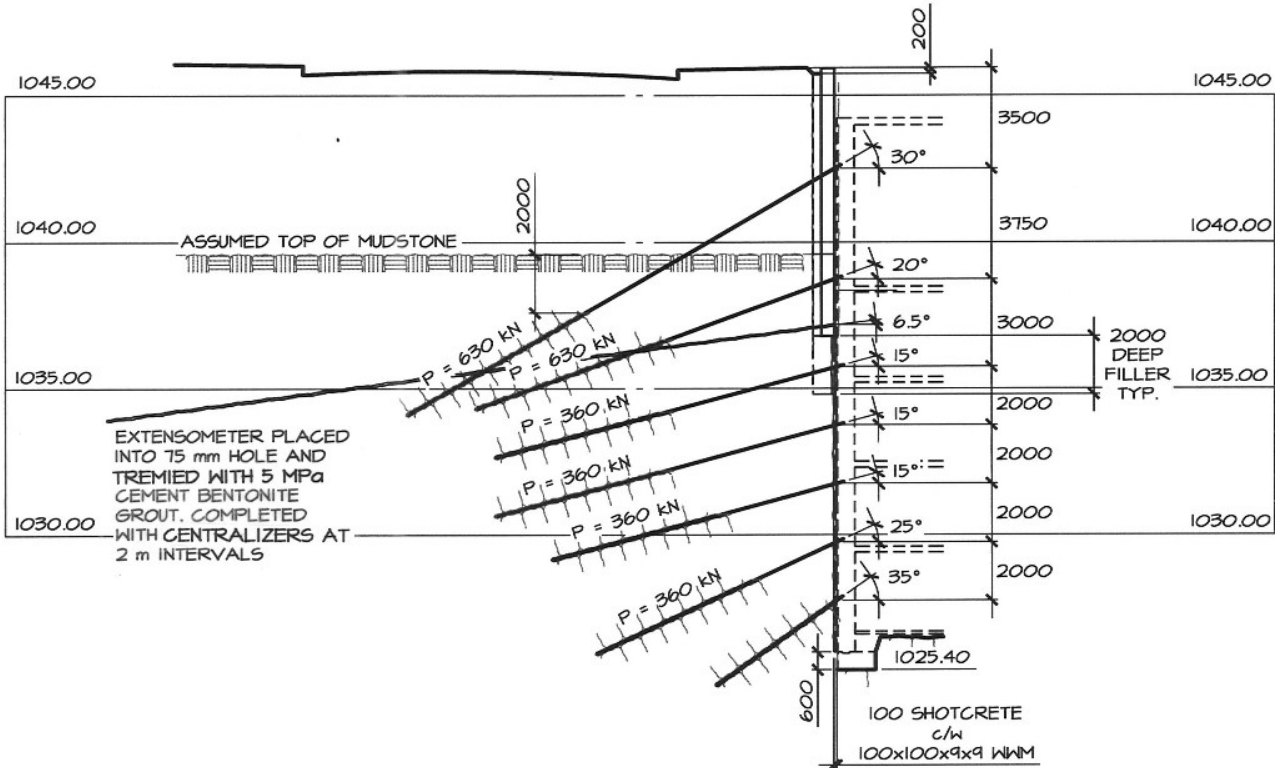 200
1045.00
1045.00
3500
30°
2000
1040.00
ASSUMED TOP OF MUDSTONE
3750
1040.00
20°
6.5°
3000
P = 630 kN
P = 630 kN
15°
2000
DEEP
FILLER
TYP.
1035.00
1035.00
P = 360 kN
15°
2000
EXTENSOMETER PLACED
INTO 75 mm HOLE AND
TREMIED WITH 5 MPa
CEMENT BENTONITE
GROUT. COMPLETED
WITH CENTRALIZERS AT
2 m INTERVALS
P = 360 kN
15°
2000
1030.00
P = 360 kN
25°
2000
1030.00
P = 360 kN
35°
2000
1025.40
600
100 SHOTCRETE
c/w
100x100x9x9 WWM